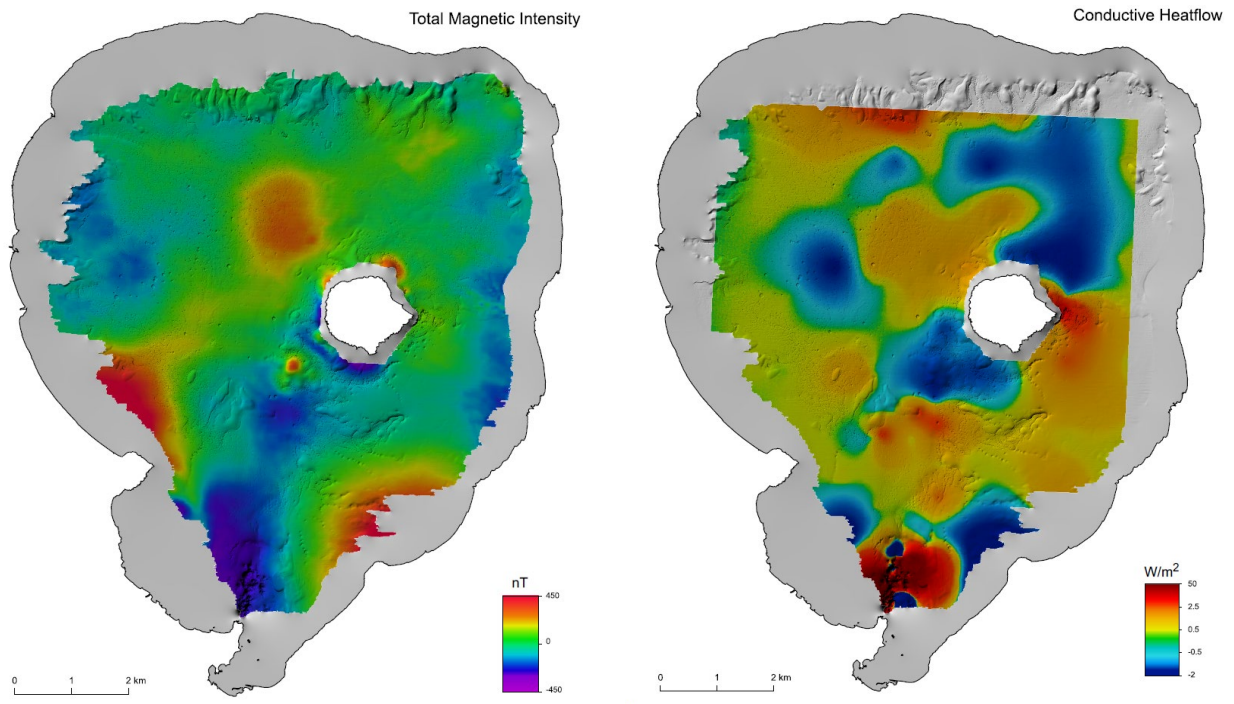 Total Magnetic Intensity
nT
450
0
-450
0 1 2 km
Conductive Heatflow
W/m²
50
2.5
0.5
-0.5
-2
0 1 2 km